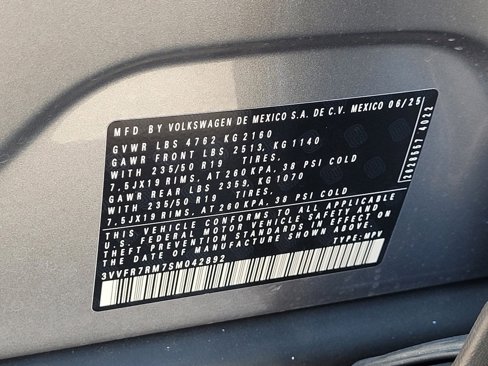 MFD BY VOLKSWAGEN DE MEXICO S.A. DE C.V. MEXICO 06/25
GVWR LBS 4762 KG 2160
GAWR FRONT LBS 2513, KG 1140
WITH 235/50 R19 TIRES.
7,5JX19 RIMS, AT 260KPA, 38 PSI COLD
GAWR REAR LBS 2359, KG 1070
WITH 235/50 R19 TIRES.
7,5JX19 RIMS, AT 260KPA, 38 PSI COLD
THIS VEHICLE CONFORMS TO ALL APPLICABLE
U.S. FEDERAL MOTOR VEHICLE SAFETY AND
THEFT PREVENTION STANDARDS IN EFFECT
ON THE DATE OF MANUFACTURE SHOWN ABOVE
3VVFR7RM7SM042892 TYPE: MPV